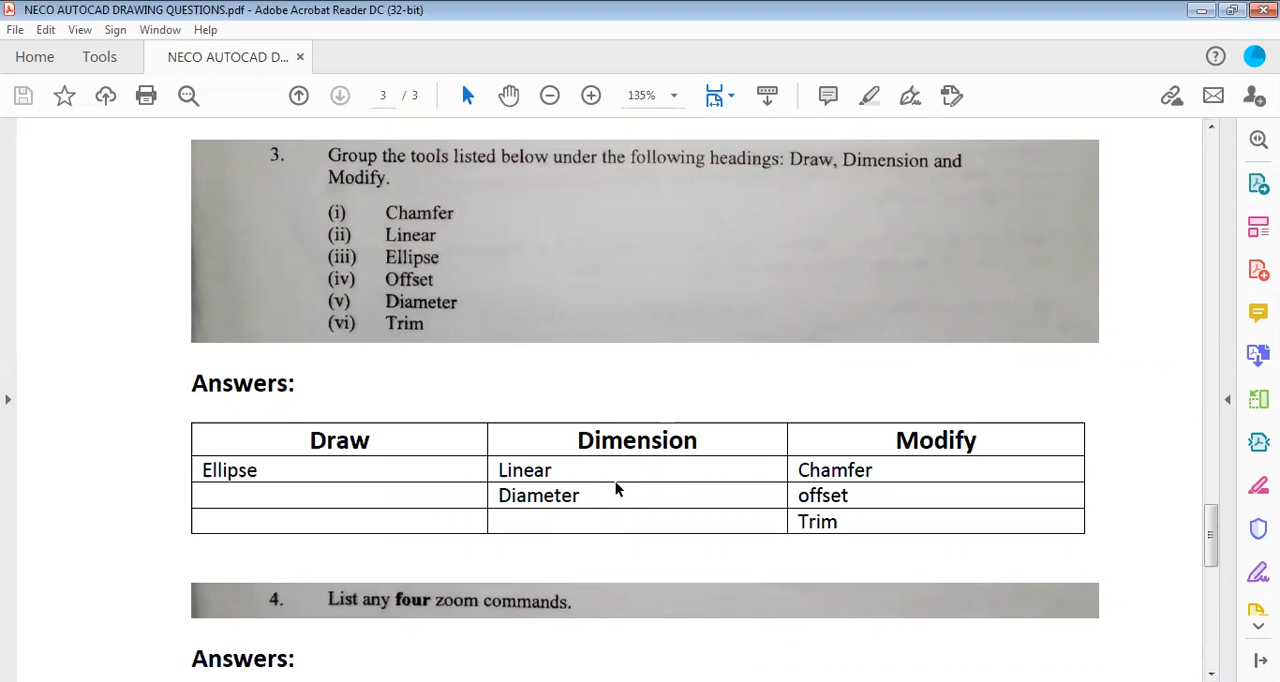 NECO AUTOCAD DRAWING QUESTIONS.pdf - Adobe Acrobat Reader DC (32-bit)
File Edit View Sign Window Help
Home Tools NECO AUTOCAD D... ×
3 / 3 135%
3. Group the tools listed below under the following headings: Draw, Dimension and
Modify.
(i) Chamfer
(ii) Linear
(iii) Ellipse
(iv) Offset
(v) Diameter
(vi) Trim
Answers:
Draw Dimension Modify
Ellipse Linear Chamfer
Diameter offset
Trim
4. List any four zoom commands.
Answers: